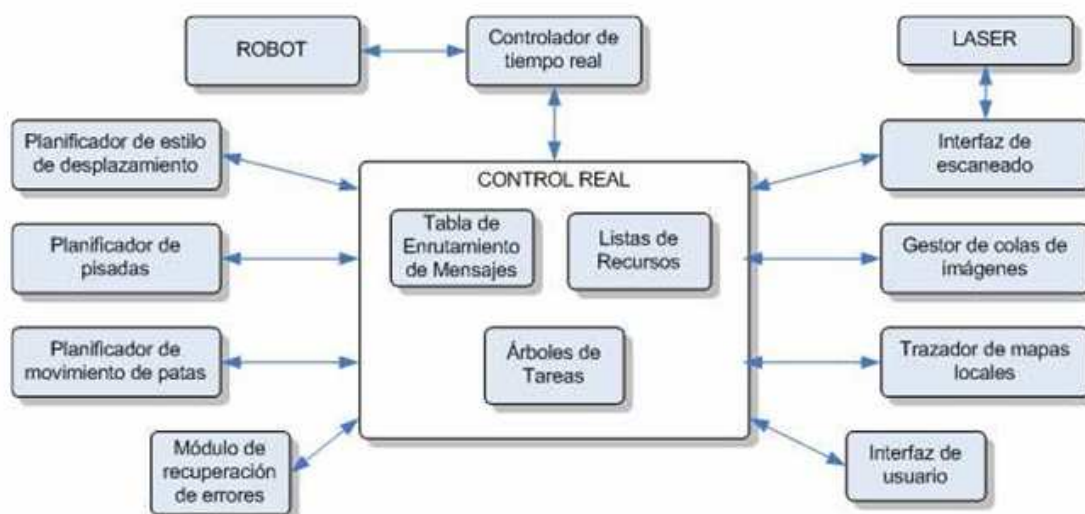 ROBOT
Controlador de
tiempo real
LASER
Planificador de estilo
de desplazamiento
Interfaz de
escaneado
CONTROL REAL
Tabla de
Enrutamiento
de Mensajes
Listas de
Recursos
Planificador de
pisadas
Gestor de colas de
imágenes
Planificador de
movimiento de patas
Árboles de
Tareas
Trazador de mapas
locales
Módulo de
recuperación
de errores
Interfaz de
usuario